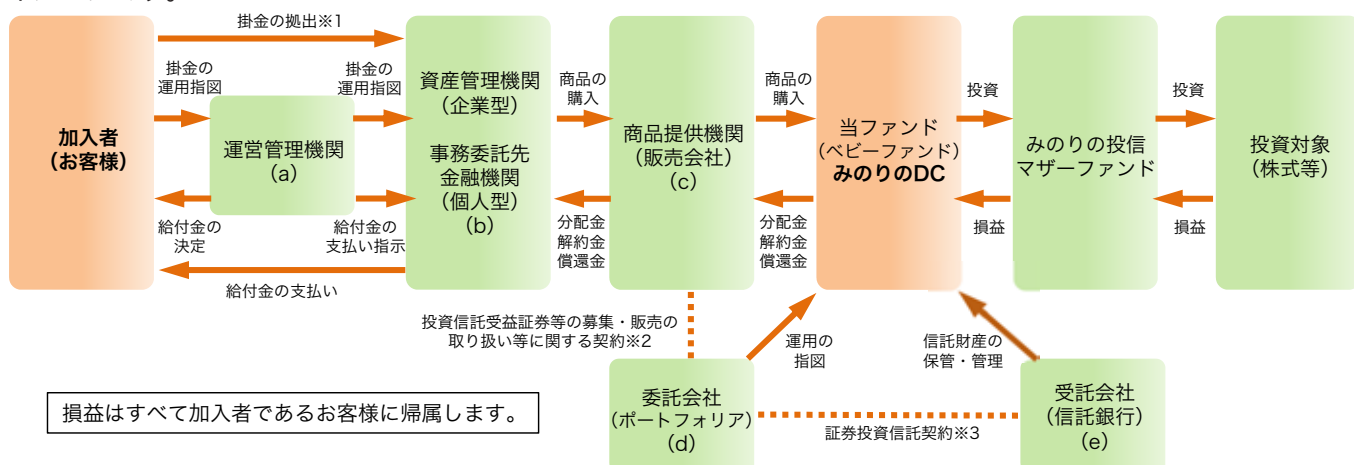 掛金の拠出※1
掛金の
運用指図
掛金の
運用指図
加入者
（お客様）
運営管理機関
（a）
給付金の
決定
給付金の
支払い指示
給付金の支払い
資産管理機関
（企業型）
事務委託先
金融機関
（個人型）
（b）
商品の
購入
分配金
解約金
償還金
商品提供機関
（販売会社）
（c）
商品の
購入
分配金
解約金
償還金
当ファンド
（ベビーファンド）
みのりのDC
投資
損益
みのりの投信
マザーファンド
投資
損益
投資対象
（株式等）
投資信託受益証券等の募集・販売の
取り扱い等に関する契約※2
運用の
指図
信託財産の
保管・管理
委託会社
（ポートフォリア）
（d）
証券投資信託契約※3
受託会社
（信託銀行）
（e）
損益はすべて加入者であるお客様に帰属します。